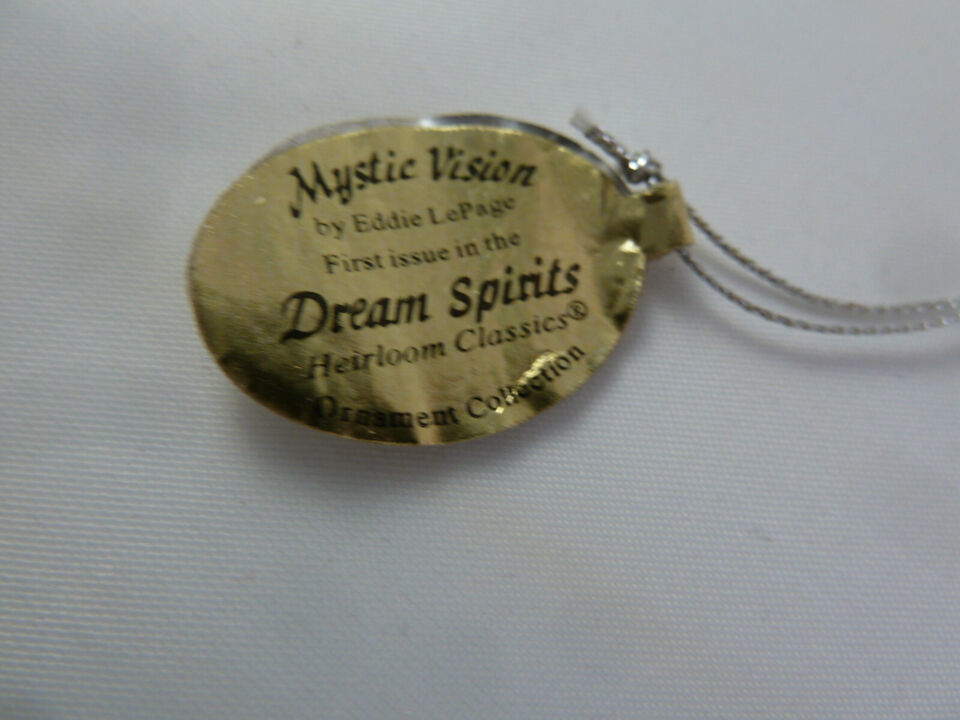 Mystic Vision
by Eddie LePage
First issue in the
Dream Spirits
Heirloom Classics®
Ornament Collection